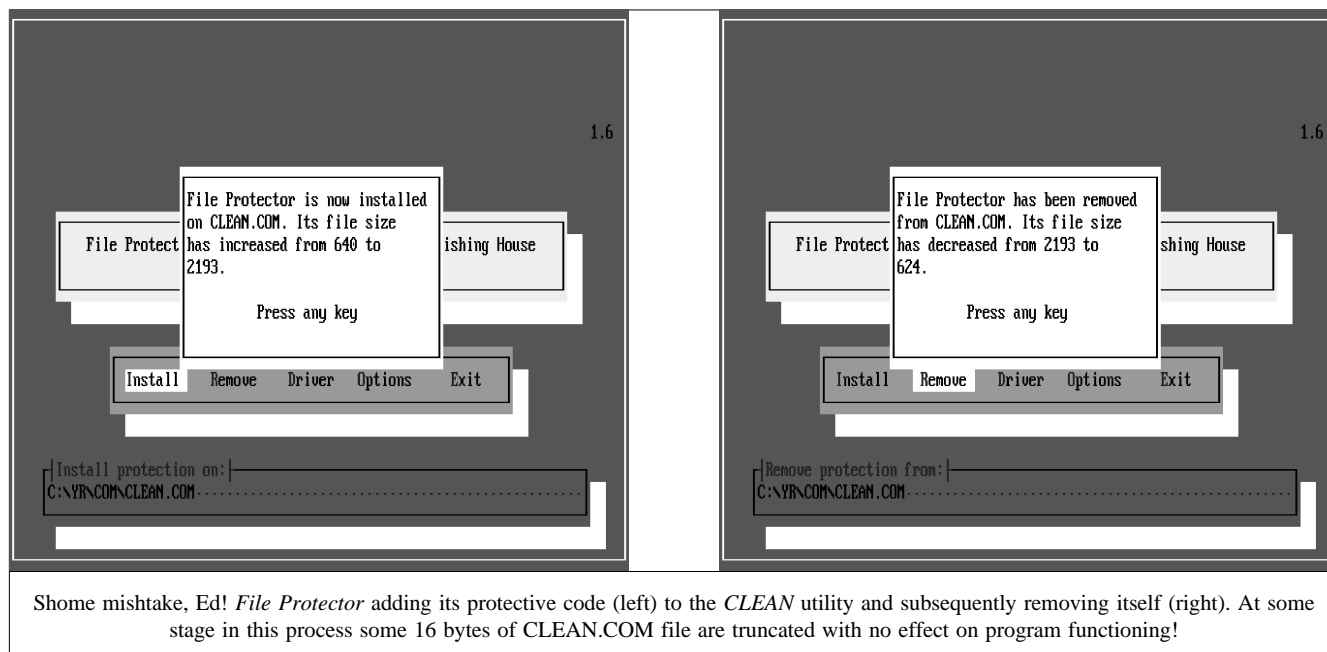 1.6
File Protector is now installed
on CLEAN.COM. Its file size
has increased from 640 to
2193.
Press any key
File Protect
ishing House
Install Remove Driver Options Exit
Install protection on:
C:\YR\COM\CLEAN.COM
1.6
File Protector has been removed
from CLEAN.COM. Its file size
has decreased from 2193 to
624.
Press any key
File Protect
shing House
Install Remove Driver Options Exit
Remove protection from:
C:\YR\COM\CLEAN.COM
Shome mishtake, Ed! File Protector adding its protective code (left) to the CLEAN utility and subsequently removing itself (right). At some
stage in this process some 16 bytes of CLEAN.COM file are truncated with no effect on program functioning!